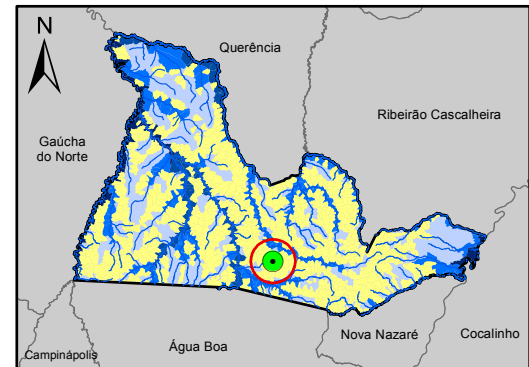 N
Querência
Ribeirão Cascalheira
Gaúcha
do Norte
Nova Nazaré
Cocalinho
Água Boa
Campinápolis